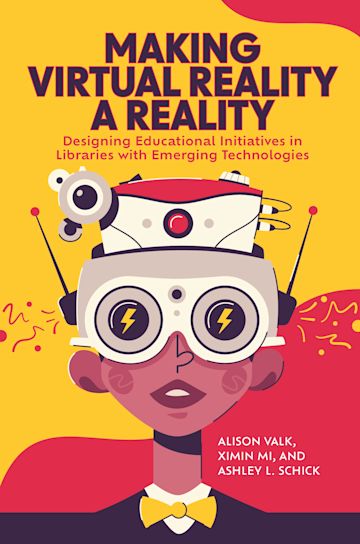 MAKING
VIRTUAL REALITY
A REALITY
Designing Educational Initiatives in
Libraries with Emerging Technologies
ALISON VALK,
XIMIN MI, AND
ASHLEY L. SCHICK